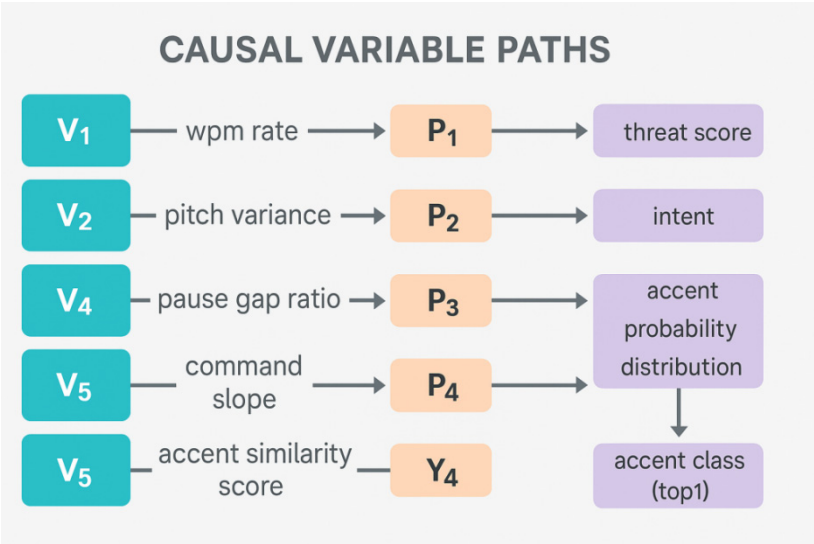 CAUSAL VARIABLE PATHS
V₁ wpm rate P₁ threat score
V₂ pitch variance P₂ intent
V₄ pause gap ratio P₃
accent
probability
distribution
V₅ command
slope P₄
V₅ accent similarity
score Y₄
accent class
(top1)